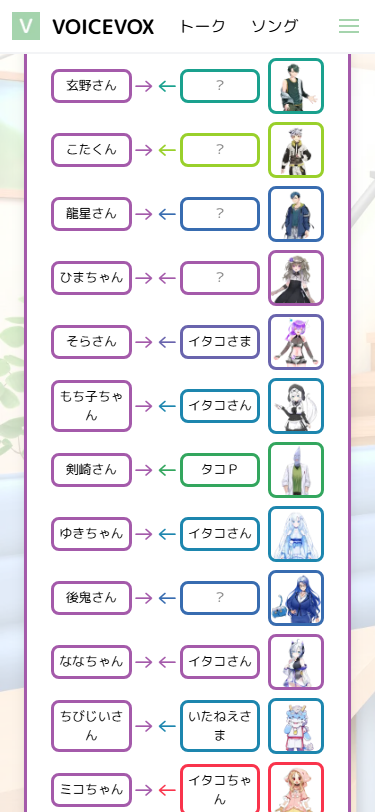 V VOICEVOX トーク ソング
玄野さん → ← ?
こたくん → ← ?
龍星さん → ← ?
ひまちゃん → ← ?
そらさん → ← イタコさま
もち子ちゃ
ん → ← イタコさん
剣崎さん → ← タコP
ゆきちゃん → ← イタコさん
後鬼さん → ← ?
ななちゃん → ← イタコさん
ちびじいさ
ん → ← いたねえさ
ま
ミコちゃん → ← イタコちゃ
ん